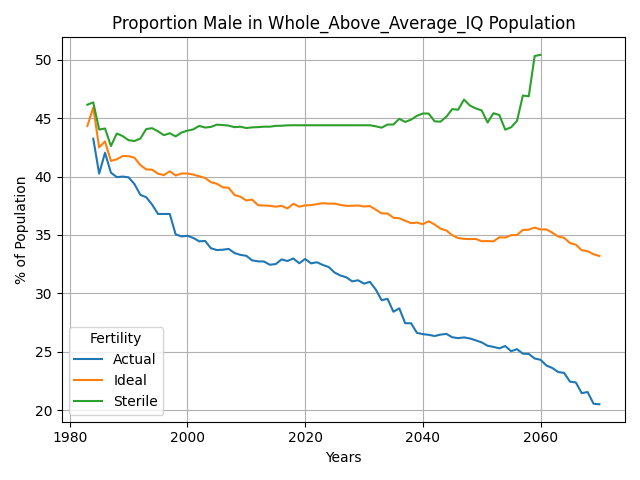 Proportion Male in Whole_Above_Average_IQ Population
% of Population
50
45
40
35
30
25
20
Fertility
Actual
Ideal
Sterile
1980
2000
2020
2040
2060
Years